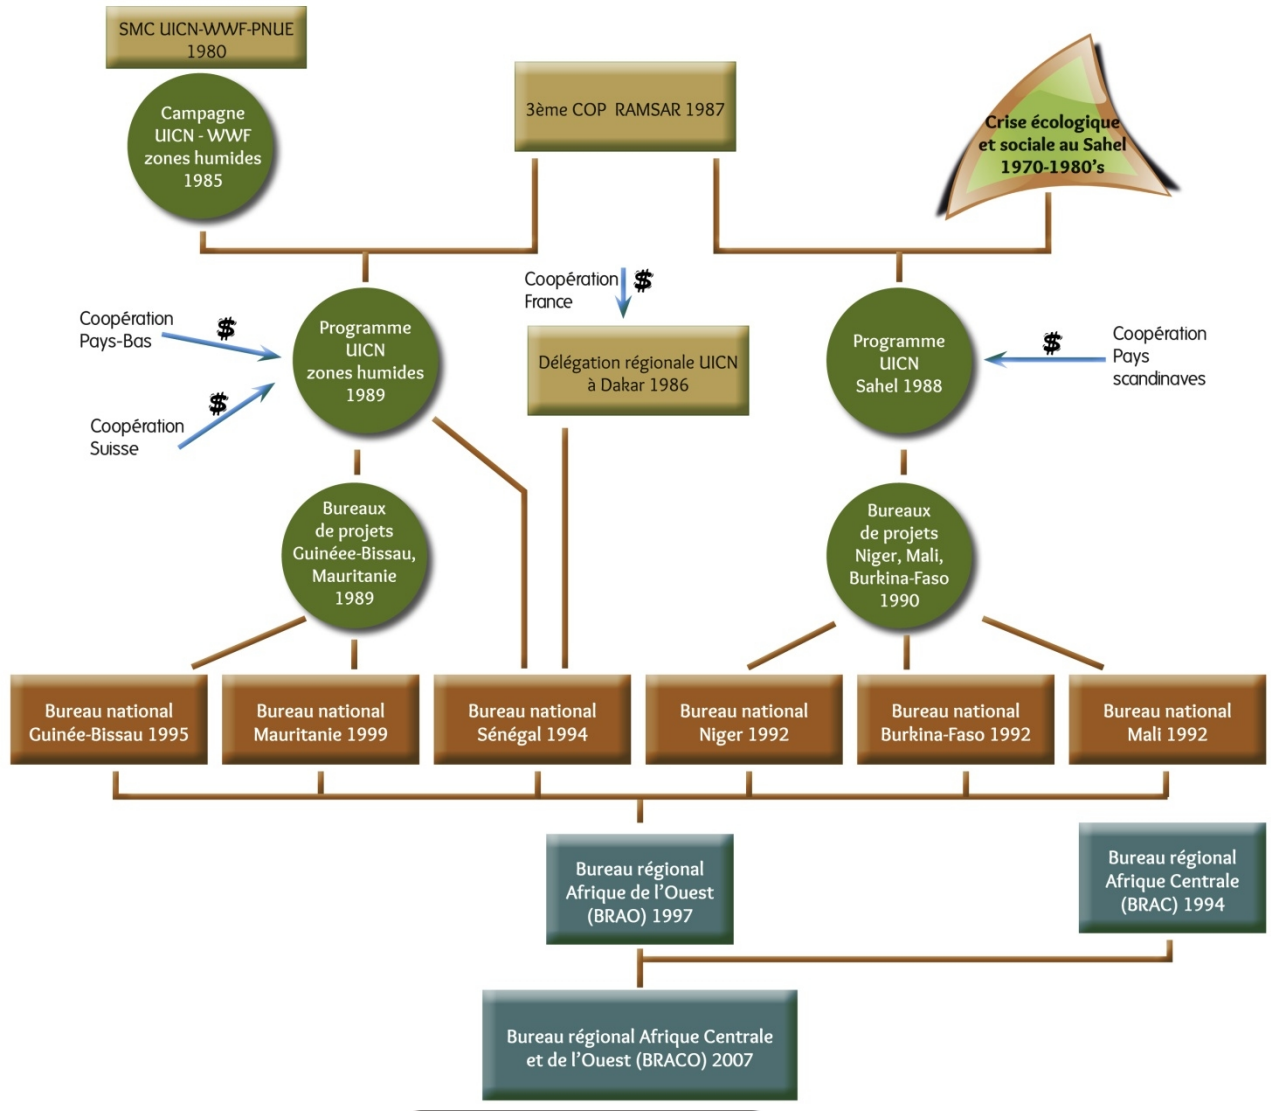 SMC UICN-WWF-PNUE
1980
Campagne
UICN - WWF
zones humides
1985
3ème COP RAMSAR 1987
Crise écologique
et sociale au Sahel
1970-1980's
Coopération
Pays-Bas
$
Coopération
Suisse
$
Programme
UICN
zones humides
1989
Coopération
France
$
Délégation régionale UICN
à Dakar 1986
Programme
UICN
Sahel 1988
$
Coopération
Pays
scandinaves
Bureaux
de projets
Guinéee-Bissau,
Mauritanie
1989
Bureaux
de projets
Niger, Mali,
Burkina-Faso
1990
Bureau national
Guinée-Bissau 1995
Bureau national
Mauritanie 1999
Bureau national
Sénégal 1994
Bureau national
Niger 1992
Bureau national
Burkina-Faso 1992
Bureau national
Mali 1992
Bureau régional
Afrique de l'Ouest
(BRAO) 1997
Bureau régional
Afrique Centrale
(BRAC) 1994
Bureau régional Afrique Centrale
et de l'Ouest (BRACO) 2007